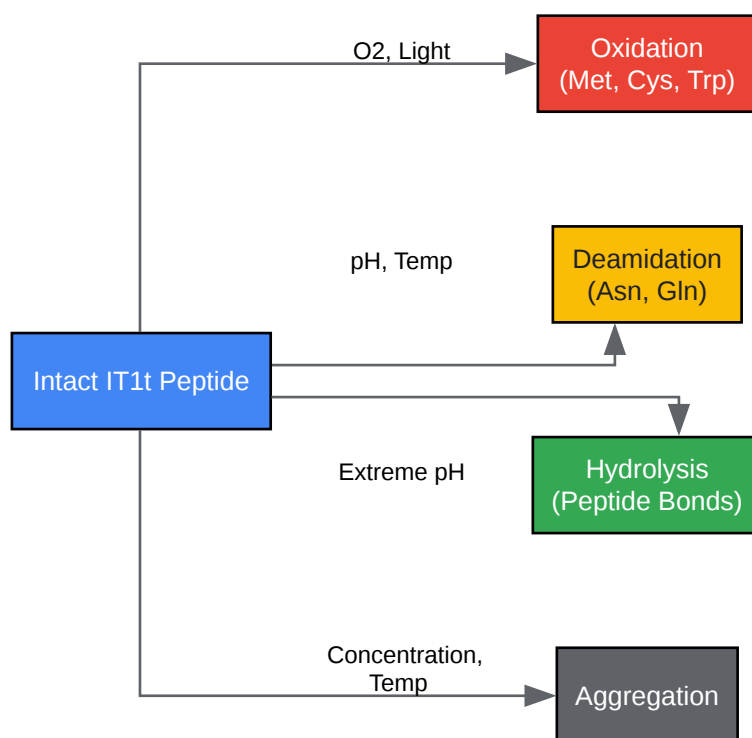 O2, Light
Oxidation
(Met, Cys, Trp)
pH, Temp
Deamidation
(Asn, Gln)
Intact IT1t Peptide
Extreme pH
Hydrolysis
(Peptide Bonds)
Concentration,
Temp
Aggregation